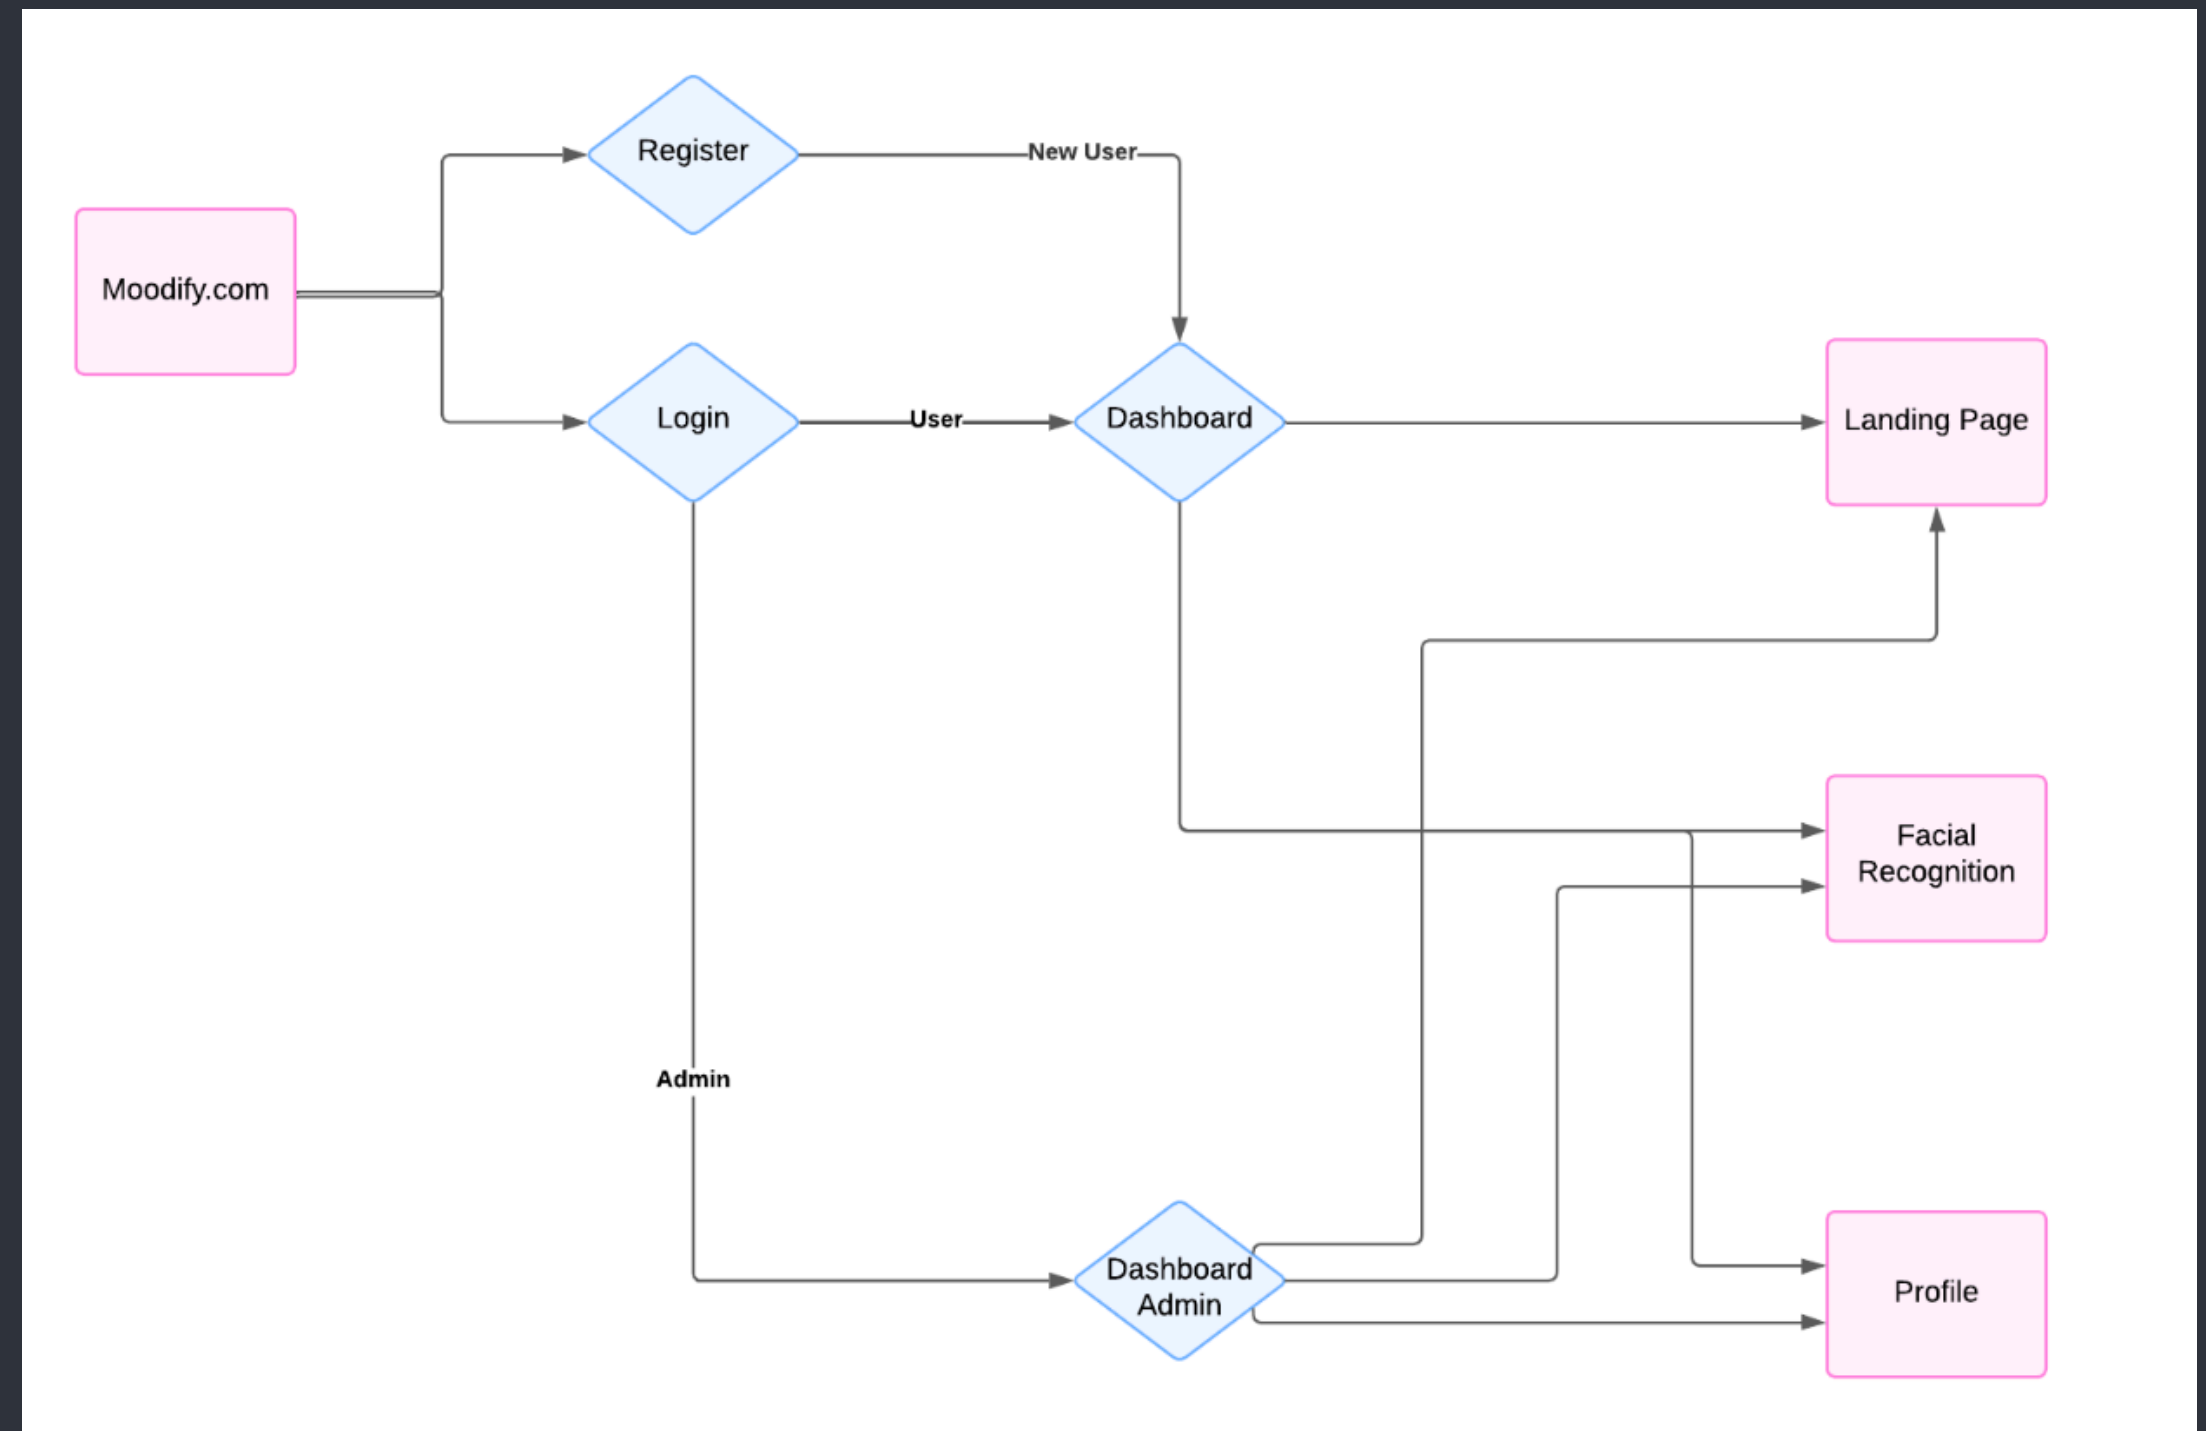 Register
New User
Moodify.com
Login
User
Dashboard
Landing Page
Facial
Recognition
Admin
Dashboard
Admin
Profile